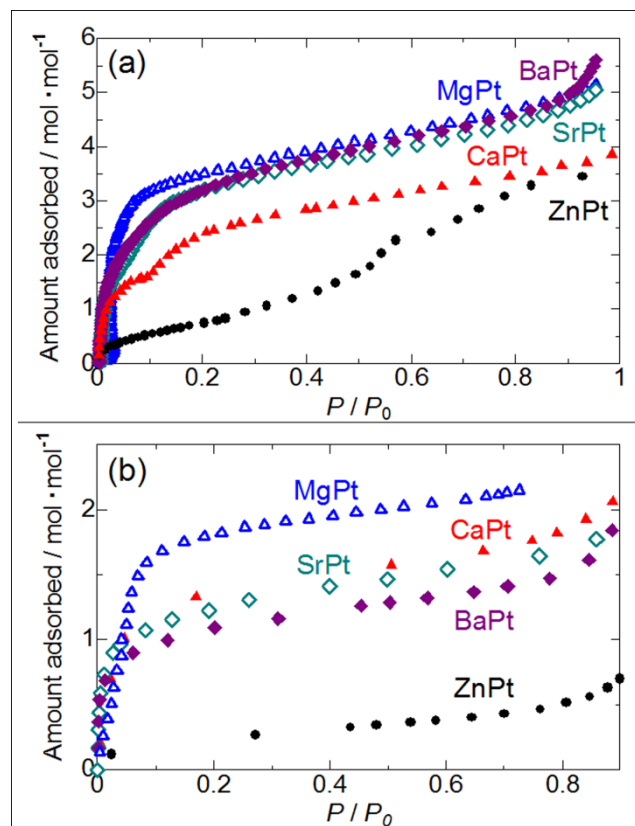 (a)
6
5
4
3
2
1
0
Amount adsorbed / mol·mol⁻¹
BaPt
MgPt
SrPt
CaPt
ZnPt
0 0.2 0.4 0.6 0.8 1
P / P₀
(b)
2
1
0
Amount adsorbed / mol·mol⁻¹
MgPt
CaPt
SrPt
BaPt
ZnPt
0 0.2 0.4 0.6 0.8
P / P₀